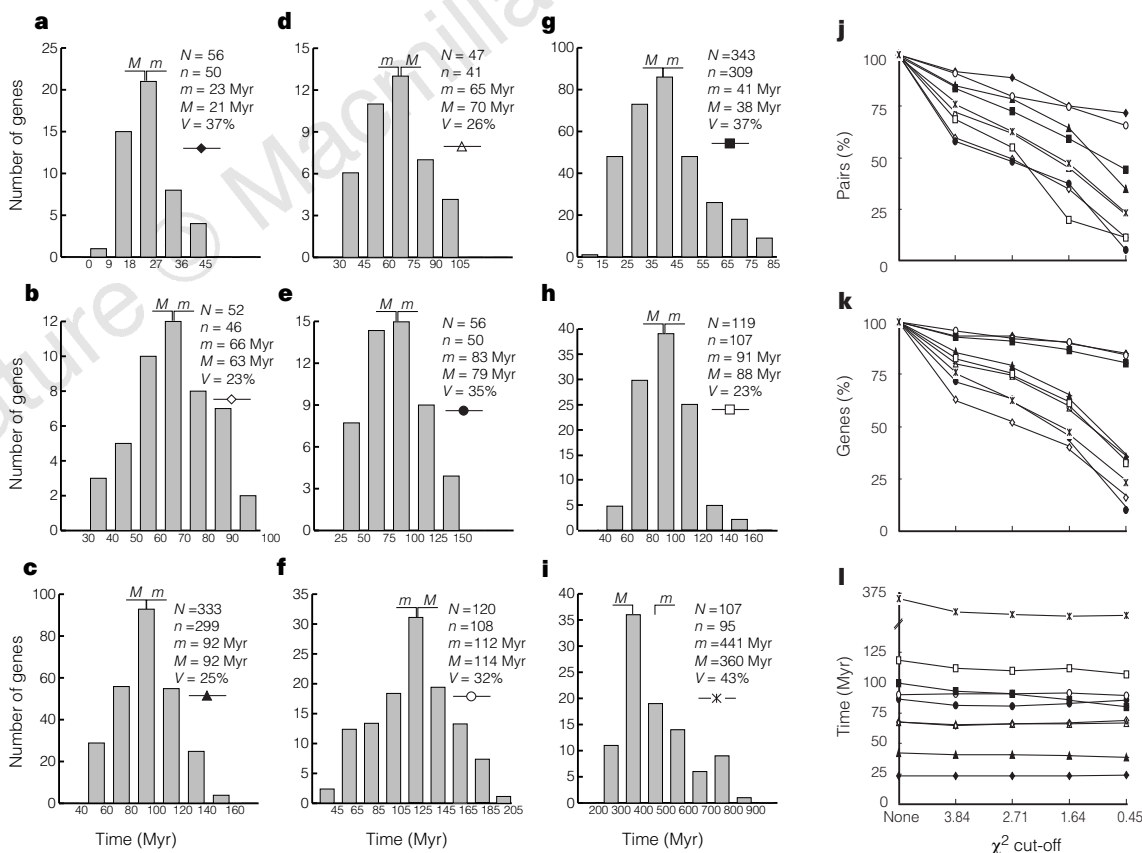 nature © Macmilla
a
Number of genes
25
20
15
10
5
0
M m
N = 56
n = 50
m = 23 Myr
M = 21 Myr
V = 37%
0 9 18 27 36 45
d
15
12
9
6
3
0
m M
N = 47
n = 41
m = 65 Myr
M = 70 Myr
V = 26%
30 45 60 75 90 105
g
100
80
60
40
20
0
M m
N = 343
n = 309
m = 41 Myr
M = 38 Myr
V = 37%
5 15 25 35 45 55 65 75 85
j
Pairs (%)
100
75
50
25
0
b
Number of genes
12
10
8
6
4
2
0
M m
N = 52
n = 46
m = 66 Myr
M = 63 Myr
V = 23%
30 40 50 60 70 80 90 100
e
15
12
9
6
3
0
M m
N = 56
n = 50
m = 83 Myr
M = 79 Myr
V = 35%
25 50 75 100 125 150
h
40
35
30
25
20
15
10
5
0
M m
N = 119
n = 107
m = 91 Myr
M = 88 Myr
V = 23%
40 60 80 100 120 140 160
k
Genes (%)
100
75
50
25
0
c
Number of genes
100
80
60
40
20
0
M m
N = 333
n = 299
m = 92 Myr
M = 92 Myr
V = 25%
40 60 80 100 120 140 160
Time (Myr)
f
35
30
25
20
15
10
5
0
m M
N = 120
n = 108
m = 112 Myr
M = 114 Myr
V = 32%
45 65 85 105 125 145 165 185 205
Time (Myr)
i
40
35
30
25
20
15
10
5
0
M m
N = 107
n = 95
m = 441 Myr
M = 360 Myr
V = 43%
200 300 400 500 600 700 800 900
Time (Myr)
l
Time (Myr)
375
125
100
75
50
25
0
None 3.84 2.71 1.64 0.45
χ² cut-off